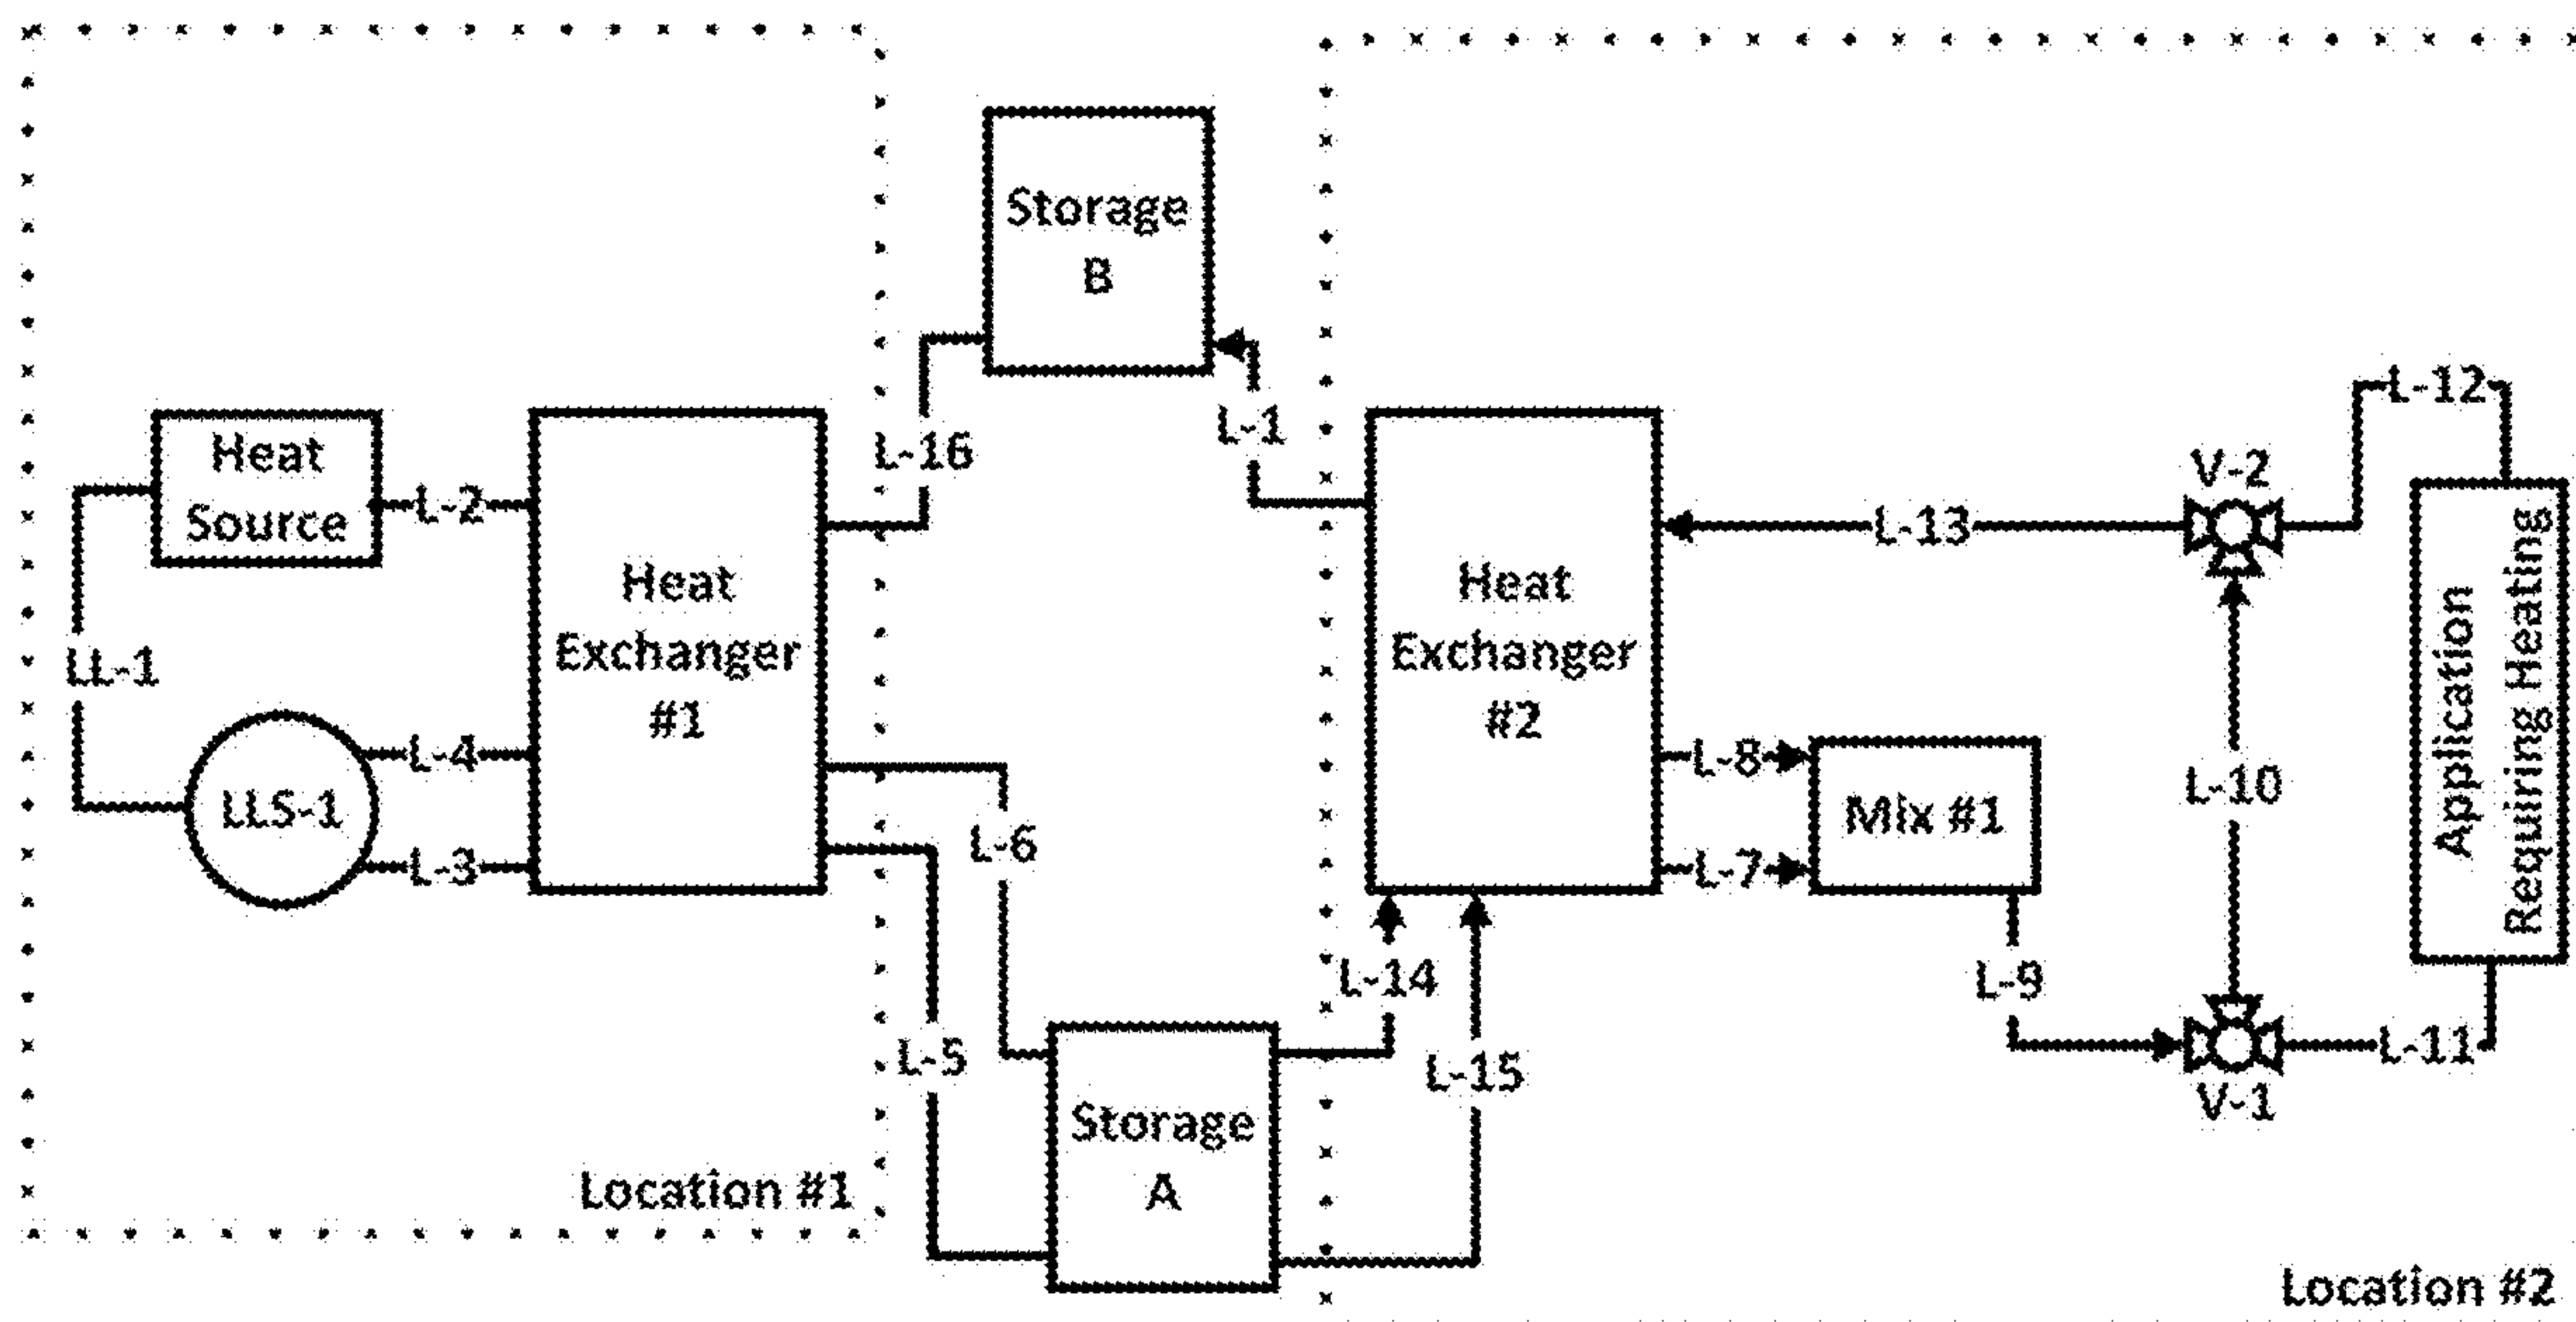 Storage
B
L-16
L-1
Heat
Source
L-2
Heat
Exchanger
#1
LL-1
LLS-1
L-4
L-3
L-6
L-5
Storage
A
Location #1
Heat
Exchanger
#2
L-14
L-15
L-8
L-7
Mix #1
L-9
L-13
V-2
L-12
L-10
Application
Requiring Heating
L-11
V-1
Location #2